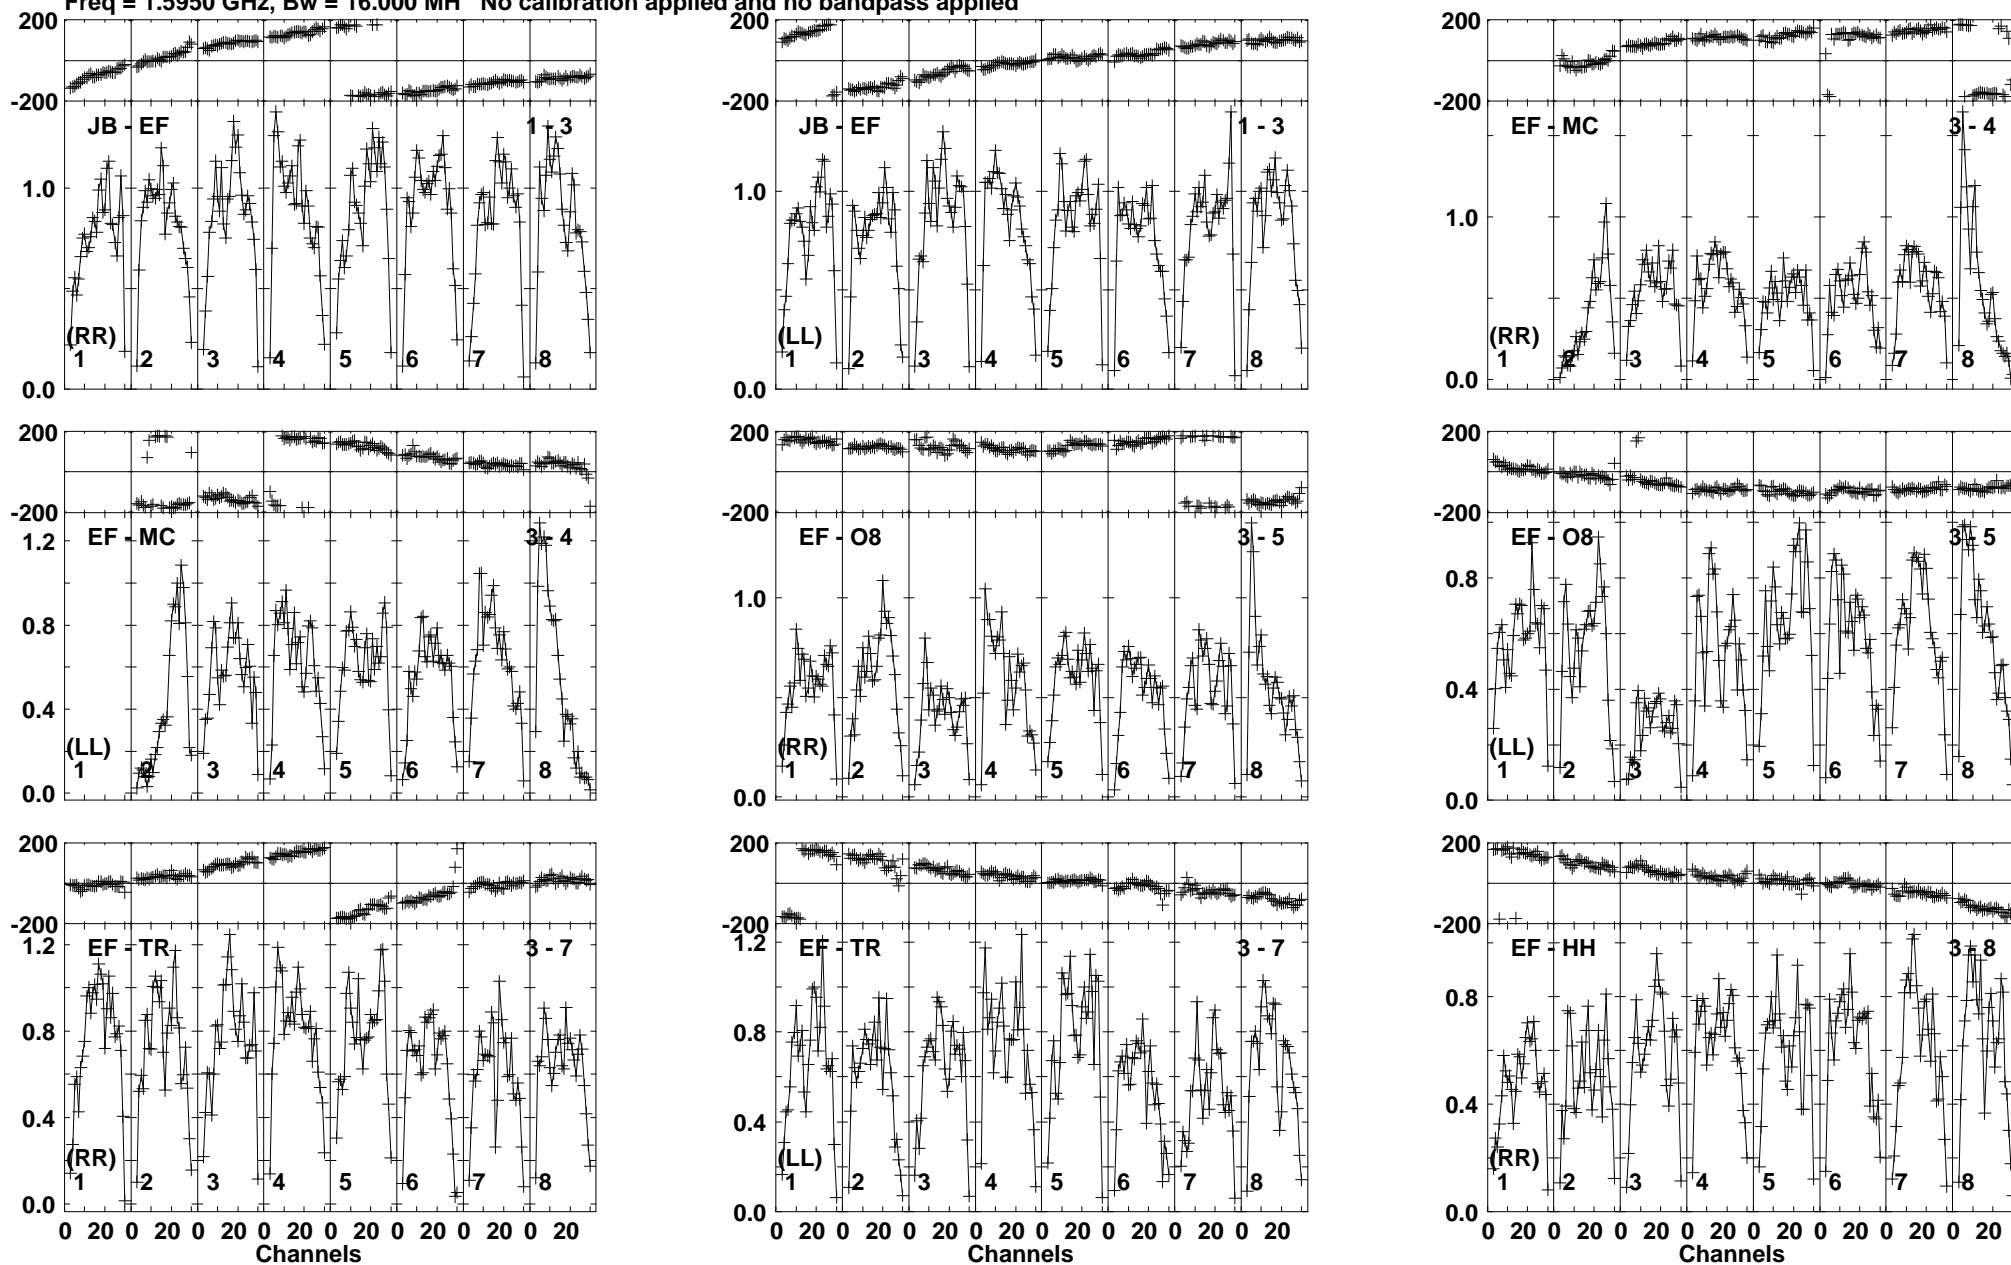 Freq = 1.5950 GHz, Bw = 16.000 MH No calibration applied and no bandpass applied
200 200 200
-200 -200 -200
JB - EF 1 - 3 JB - EF 1 - 3 EF - MC 3 - 4
1.0 1.0 1.0
(RR) (LL) (RR)
1 2 3 4 5 6 7 8 1 2 3 4 5 6 7 8 1 2 3 4 5 6 7 8
0.0 0.0 0.0
200 200 200
-200 -200 -200
EF - MC 3 - 4 EF - O8 3 - 5 EF - O8 3 - 5
1.2
1.0
0.8 0.8
0.4 0.4
(LL) (RR) (LL)
1 2 3 4 5 6 7 8 1 2 3 4 5 6 7 8 1 2 3 4 5 6 7 8
0.0 0.0 0.0
200 200 200
-200 -200 -200
EF - TR 3 - 7 EF - TR 3 - 7 EF - HH 3 - 8
1.2 1.2
0.8 0.8 0.8
0.4 0.4 0.4
(RR) (LL) (RR)
1 2 3 4 5 6 7 8 1 2 3 4 5 6 7 8 1 2 3 4 5 6 7 8
0.0 0.0 0.0
0 20 0 20 0 20 0 20 0 20 0 20 0 20 0 20 0 20 0 20 0 20 0 20 0 20 0 20 0 20 0 20 0 20 0 20 0 20 0 20 0 20 0 20 0 20 0 20
Channels Channels Channels